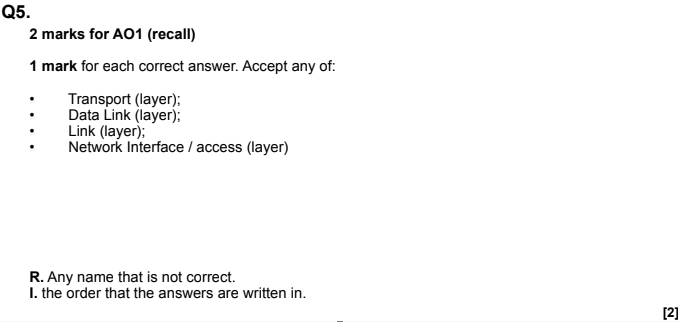 Q5.
2 marks for AO1 (recall)
1 mark for each correct answer. Accept any of:
• Transport (layer);
• Data Link (layer);
• Link (layer);
• Network Interface / access (layer)
R. Any name that is not correct.
I. the order that the answers are written in.
[2]